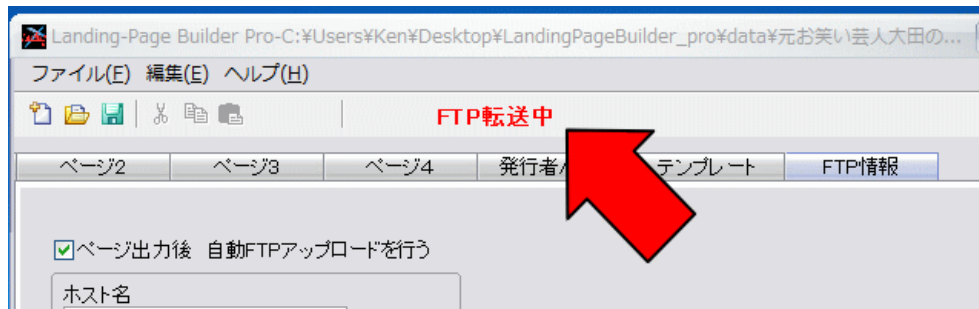 Landing-Page Builder Pro-C:¥Users¥Ken¥Desktop¥LandingPageBuilder_pro¥data¥元お笑い芸人大田の...
ファイル(F) 編集(E) ヘルプ(H)
FTP転送中
ページ2 ページ3 ページ4 発行者 テンプレート FTP情報
ページ出力後 自動FTPアップロードを行う
ホスト名